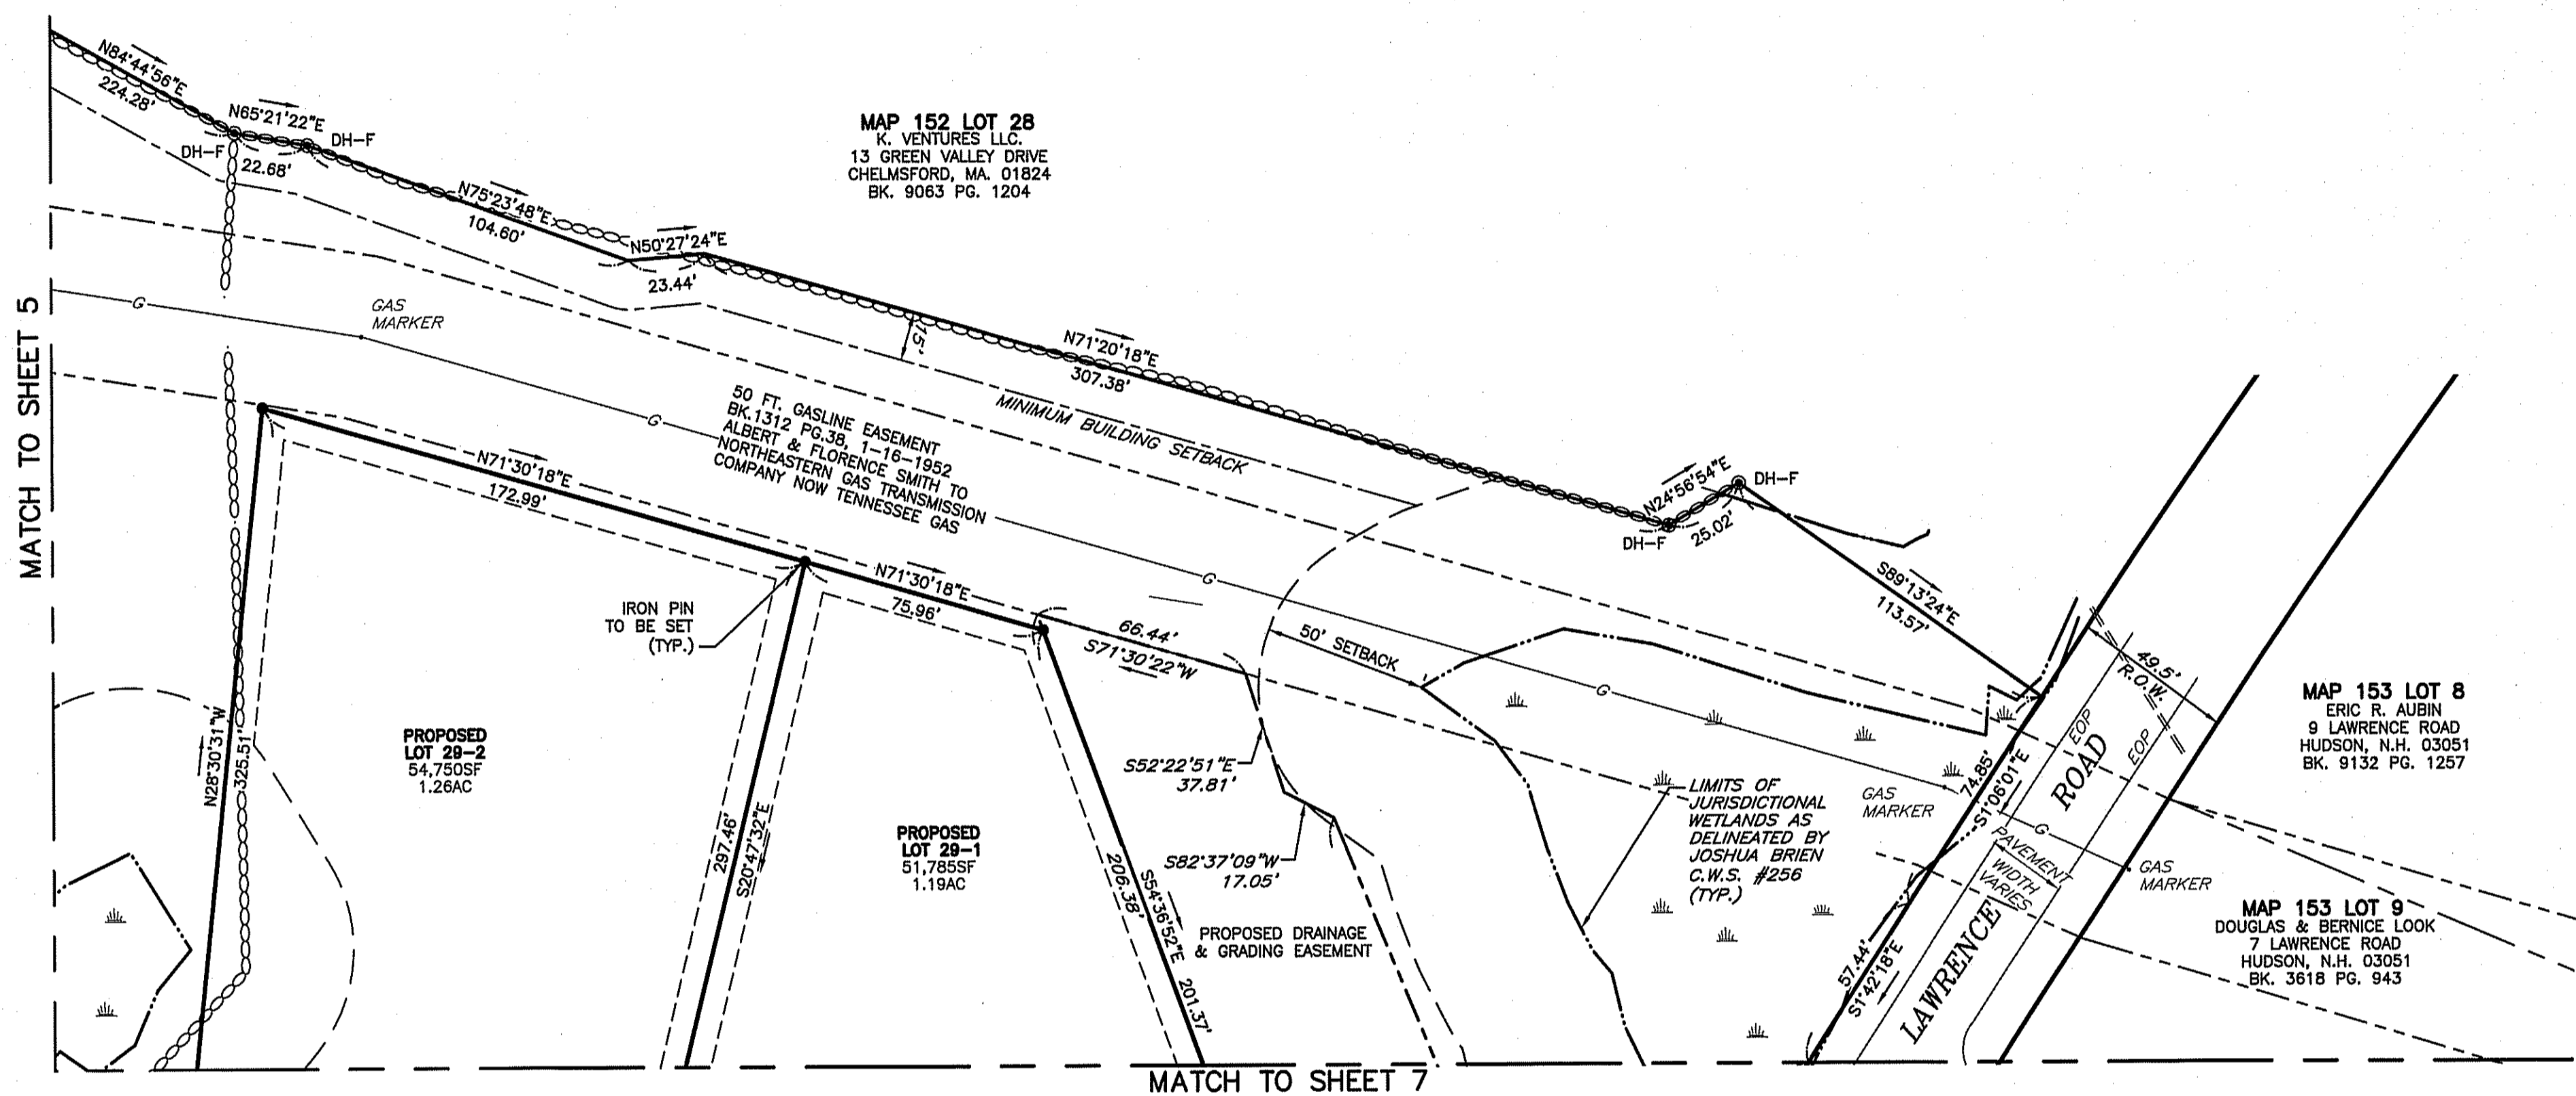 N84°44'56"E
224.28'
N65°21'22"E
DH-F
DH-F
22.68'
N75°23'48"E
104.60'
N50°27'24"E
23.44'
MAP 152 LOT 28
K. VENTURES LLC.
13 GREEN VALLEY DRIVE
CHELMSFORD, MA. 01824
BK. 9063 PG. 1204
MATCH TO SHEET 5
G
GAS
MARKER
15'
N71°20'18"E
307.38'
MINIMUM BUILDING SETBACK
G
50 FT. GASLINE EASEMENT
BK.1312 PG.38, 1-16-1952
ALBERT & FLORENCE SMITH TO
NORTHEASTERN GAS TRANSMISSION
COMPANY NOW TENNESSEE GAS
N71°30'18"E
172.99'
N24°56'54"E
DH-F
DH-F
25.02'
S89°13'24"E
113.57'
G
N71°30'18"E
75.96'
IRON PIN
TO BE SET
(TYP.)
66.44'
S71°30'22"W
50' SETBACK
G
49.5'
R.O.W.
MAP 153 LOT 8
ERIC R. AUBIN
9 LAWRENCE ROAD
HUDSON, N.H. 03051
BK. 9132 PG. 1257
N28°30'31"W
325.51'
PROPOSED
LOT 29-2
54,750SF
1.26AC
297.46'
S20°47'32"E
PROPOSED
LOT 29-1
51,785SF
1.19AC
S52°22'51"E
37.81'
S82°37'09"W
17.05'
206.38'
S54°36'52"E
201.37'
PROPOSED DRAINAGE
& GRADING EASEMENT
LIMITS OF
JURISDICTIONAL
WETLANDS AS
DELINEATED BY
JOSHUA BRIEN
C.W.S. #256
(TYP.)
GAS
MARKER
74.85'
S1°06'01"E
EOP
EOP
LAWRENCE ROAD
G
PAVEMENT
WIDTH
VARIES
GAS
MARKER
57.44'
S1°42'18"E
MAP 153 LOT 9
DOUGLAS & BERNICE LOOK
7 LAWRENCE ROAD
HUDSON, N.H. 03051
BK. 3618 PG. 943
MATCH TO SHEET 7